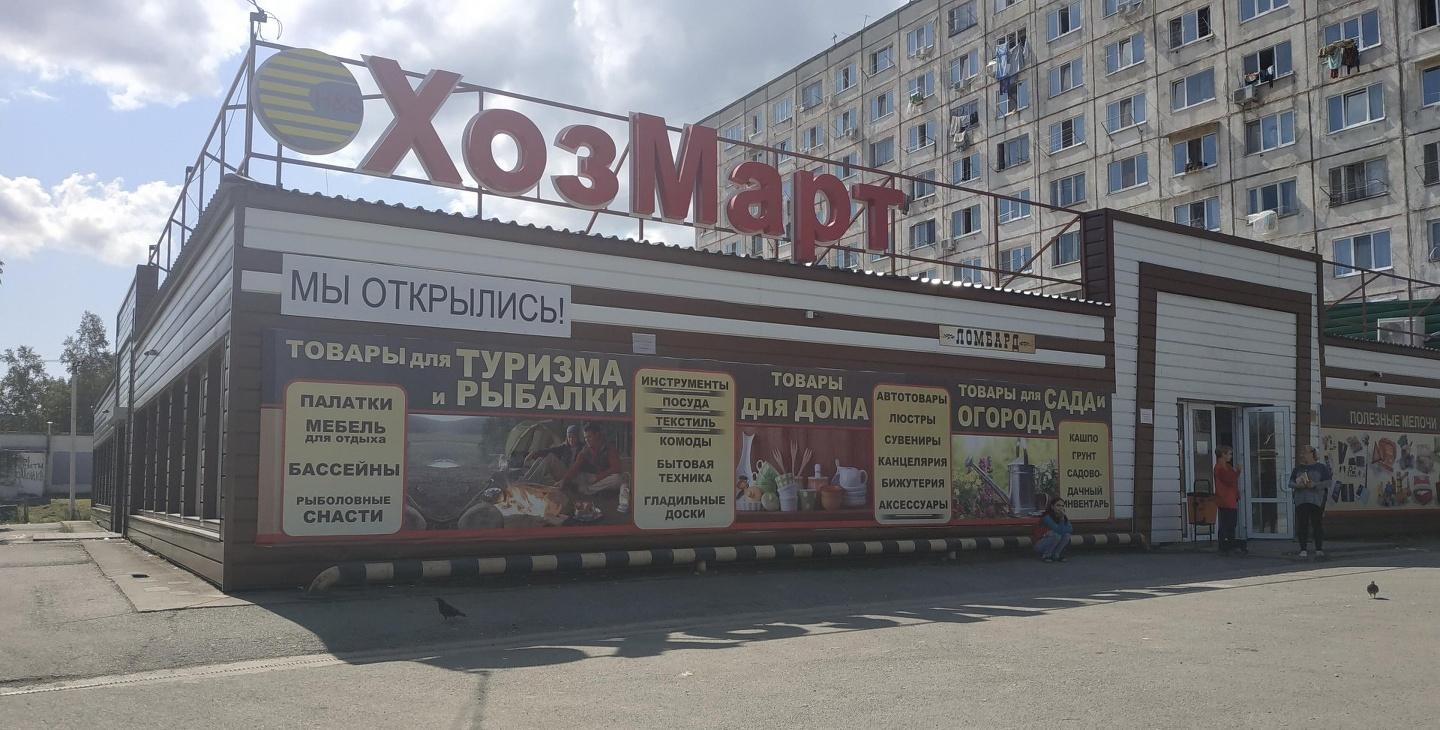 H&S
ХозМарт
МЫ ОТКРЫЛИСЬ!
ЛОМБАРД
ТОВАРЫ для ТУРИЗМА
и РЫБАЛКИ
ПАЛАТКИ
МЕБЕЛЬ
для отдыха
БАССЕЙНЫ
РЫБОЛОВНЫЕ
СНАСТИ
ИНСТРУМЕНТЫ
ПОСУДА
ТЕКСТИЛЬ
КОМОДЫ
БЫТОВАЯ
ТЕХНИКА
ГЛАДИЛЬНЫЕ
ДОСКИ
ТОВАРЫ
для ДОМА
АВТОТОВАРЫ
ЛЮСТРЫ
СУВЕНИРЫ
КАНЦЕЛЯРИЯ
БИЖУТЕРИЯ
АКСЕССУАРЫ
ТОВАРЫ для САДА и
ОГОРОДА
КАШПО
ГРУНТ
САДОВО-
ДАЧНЫЙ
ИНВЕНТАРЬ
ПОЛЕЗНЫЕ МЕЛОЧИ